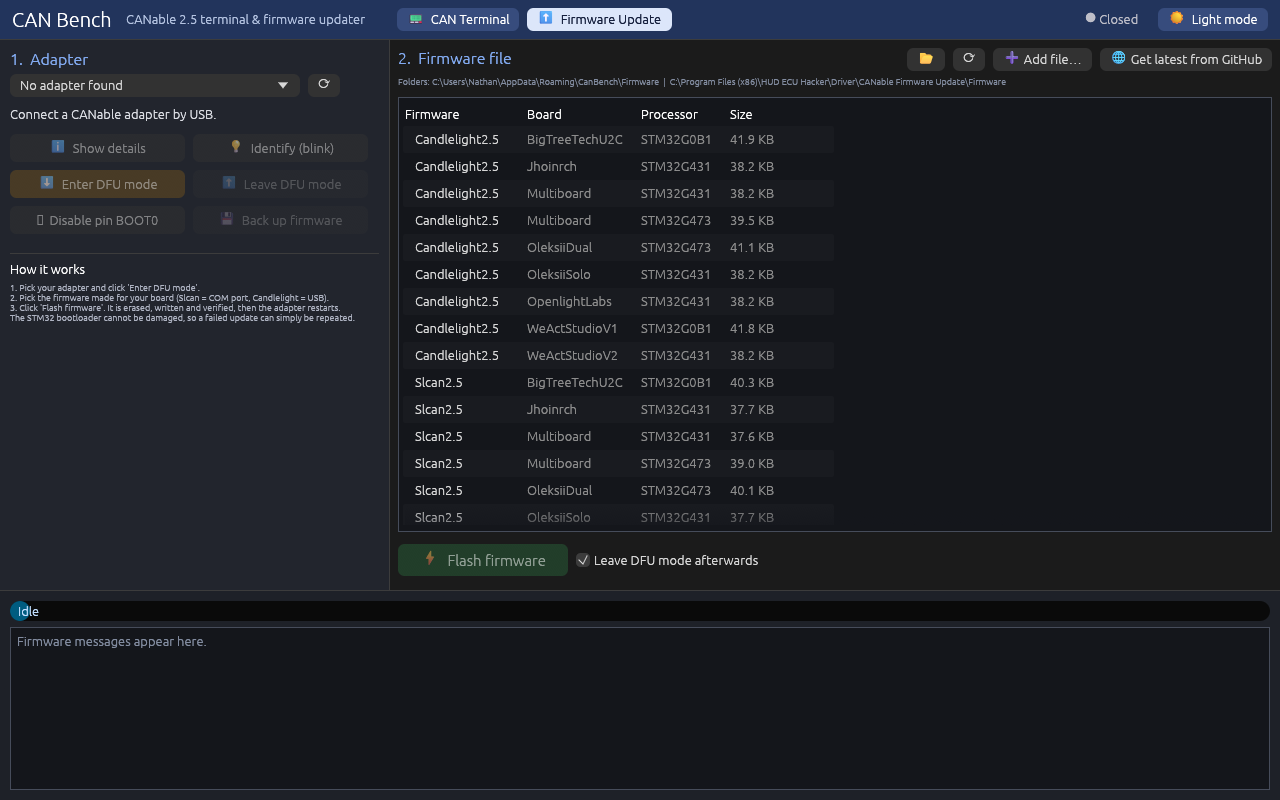 CAN Bench CANable 2.5 terminal & firmware updater CAN Terminal Firmware Update Closed Light mode
1. Adapter
No adapter found
Connect a CANable adapter by USB.
Show details Identify (blink)
Enter DFU mode Leave DFU mode
Disable pin BOOT0 Back up firmware
How it works
1. Pick your adapter and click 'Enter DFU mode'.
2. Pick the firmware made for your board (Slcan = COM port, Candlelight = USB).
3. Click 'Flash firmware'. It is erased, written and verified, then the adapter restarts.
The STM32 bootloader cannot be damaged, so a failed update can simply be repeated.
2. Firmware file Add file... Get latest from GitHub
Folders: C:\Users\Nathan\AppData\Roaming\CanBench\Firmware | C:\Program Files (x86)\HUD ECU Hacker\Driver\CANable Firmware Update\Firmware
Firmware Board Processor Size
Candlelight2.5 BigTreeTechU2C STM32G0B1 41.9 KB
Candlelight2.5 Jhoinrch STM32G431 38.2 KB
Candlelight2.5 Multiboard STM32G431 38.2 KB
Candlelight2.5 Multiboard STM32G473 39.5 KB
Candlelight2.5 OleksiiDual STM32G473 41.1 KB
Candlelight2.5 OleksiiSolo STM32G431 38.2 KB
Candlelight2.5 OpenlightLabs STM32G431 38.2 KB
Candlelight2.5 WeActStudioV1 STM32G0B1 41.8 KB
Candlelight2.5 WeActStudioV2 STM32G431 38.2 KB
Slcan2.5 BigTreeTechU2C STM32G0B1 40.3 KB
Slcan2.5 Jhoinrch STM32G431 37.7 KB
Slcan2.5 Multiboard STM32G431 37.6 KB
Slcan2.5 Multiboard STM32G473 39.0 KB
Slcan2.5 OleksiiDual STM32G473 40.1 KB
Slcan2.5 OleksiiSolo STM32G431 37.7 KB
Flash firmware Leave DFU mode afterwards
Idle
Firmware messages appear here.